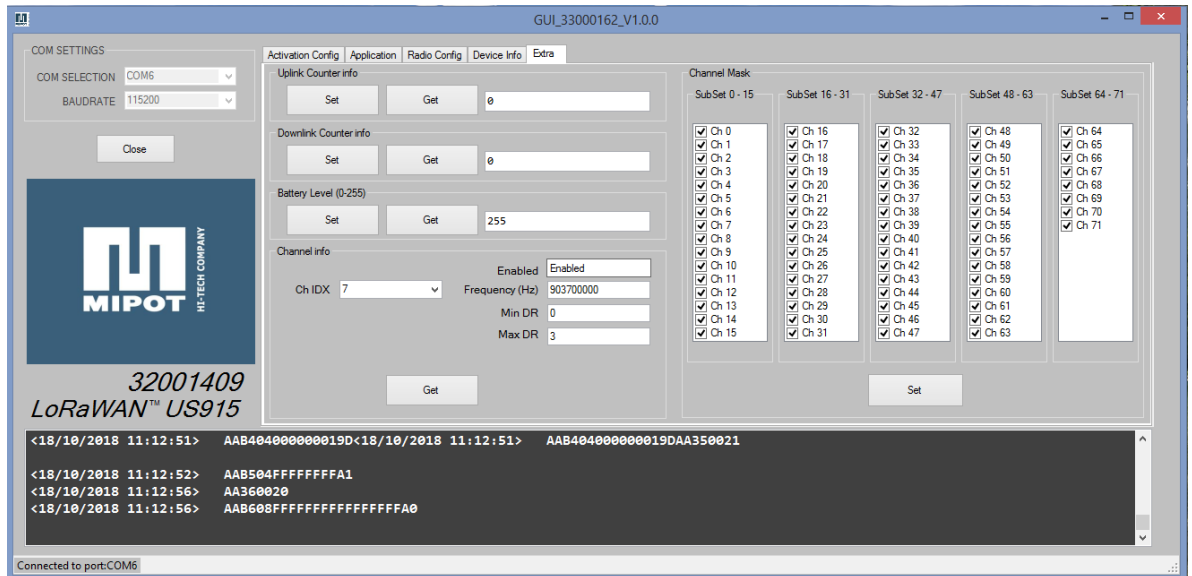 GUI_33000162_V1.0.0
COM SETTINGS
COM SELECTION COM6
BAUDRATE 115200
Close
MIPOT
HI-TECH COMPANY
32001409
LoRaWAN™ US915
Activation Config Application Radio Config Device Info Extra
Uplink Counter info
Set Get 0
Downlink Counter info
Set Get 0
Battery Level (0-255)
Set Get 255
Channel info
Enabled Enabled
Ch IDX 7 Frequency (Hz) 903700000
Min DR 0
Max DR 3
Get
Channel Mask
SubSet 0 - 15 SubSet 16 - 31 SubSet 32 - 47 SubSet 48 - 63 SubSet 64 - 71
Ch 0 Ch 16 Ch 32 Ch 48 Ch 64
Ch 1 Ch 17 Ch 33 Ch 49 Ch 65
Ch 2 Ch 18 Ch 34 Ch 50 Ch 66
Ch 3 Ch 19 Ch 35 Ch 51 Ch 67
Ch 4 Ch 20 Ch 36 Ch 52 Ch 68
Ch 5 Ch 21 Ch 37 Ch 53 Ch 69
Ch 6 Ch 22 Ch 38 Ch 54 Ch 70
Ch 7 Ch 23 Ch 39 Ch 55 Ch 71
Ch 8 Ch 24 Ch 40 Ch 56
Ch 9 Ch 25 Ch 41 Ch 57
Ch 10 Ch 26 Ch 42 Ch 58
Ch 11 Ch 27 Ch 43 Ch 59
Ch 12 Ch 28 Ch 44 Ch 60
Ch 13 Ch 29 Ch 45 Ch 61
Ch 14 Ch 30 Ch 46 Ch 62
Ch 15 Ch 31 Ch 47 Ch 63
Set
<18/10/2018 11:12:51> AAB404000000019D<18/10/2018 11:12:51> AAB404000000019DAA350021
<18/10/2018 11:12:52> AAB504FFFFFFFFA1
<18/10/2018 11:12:56> AA360020
<18/10/2018 11:12:56> AAB608FFFFFFFFFFFFFFFFA0
Connected to port:COM6